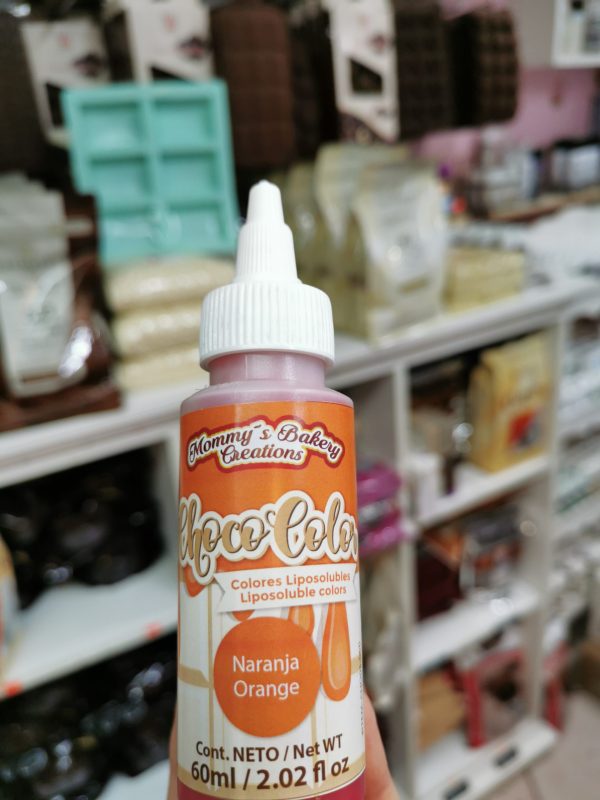 Mommy´s Bakery
Creations
Choco Color
Colores Liposolubles
Liposoluble colors
Naranja
Orange
Cont. NETO / Net WT
60ml / 2.02 fl oz